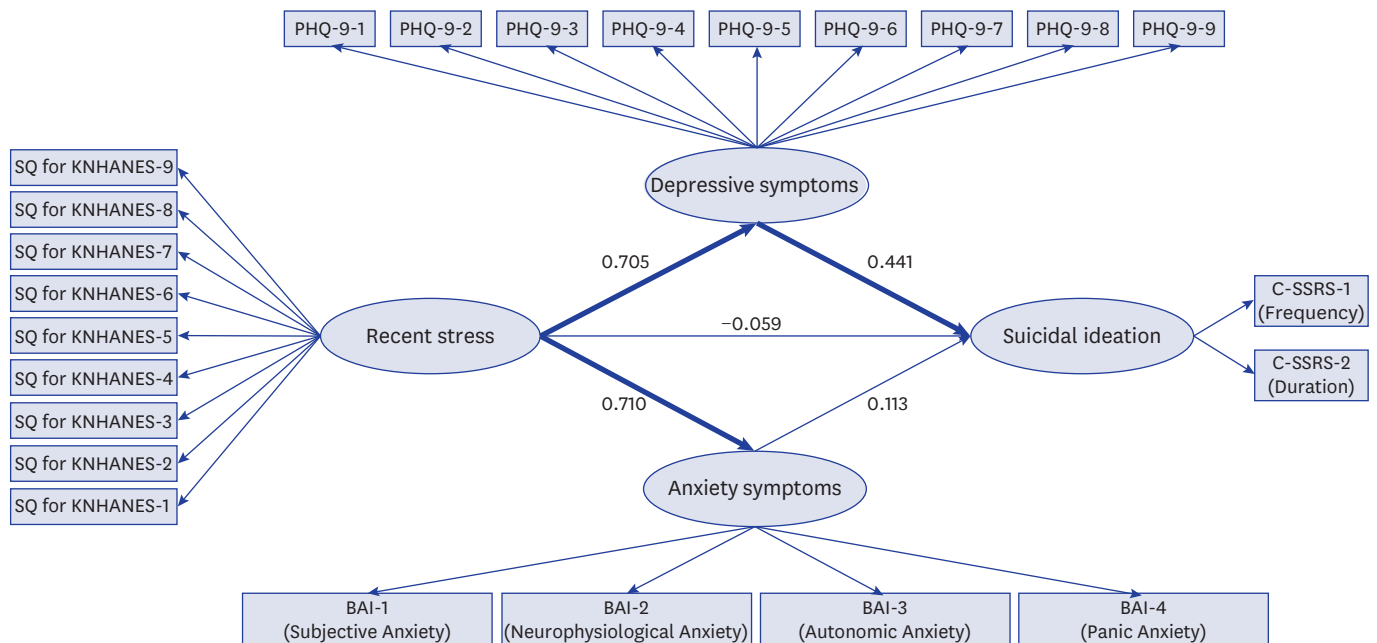 PHQ-9-1
PHQ-9-2
PHQ-9-3
PHQ-9-4
PHQ-9-5
PHQ-9-6
PHQ-9-7
PHQ-9-8
PHQ-9-9
SQ for KNHANES-9
SQ for KNHANES-8
SQ for KNHANES-7
SQ for KNHANES-6
SQ for KNHANES-5
SQ for KNHANES-4
SQ for KNHANES-3
SQ for KNHANES-2
SQ for KNHANES-1
Depressive symptoms
0.705
0.441
Recent stress
−0.059
Suicidal ideation
C-SSRS-1
(Frequency)
C-SSRS-2
(Duration)
0.710
0.113
Anxiety symptoms
BAI-1
(Subjective Anxiety)
BAI-2
(Neurophysiological Anxiety)
BAI-3
(Autonomic Anxiety)
BAI-4
(Panic Anxiety)